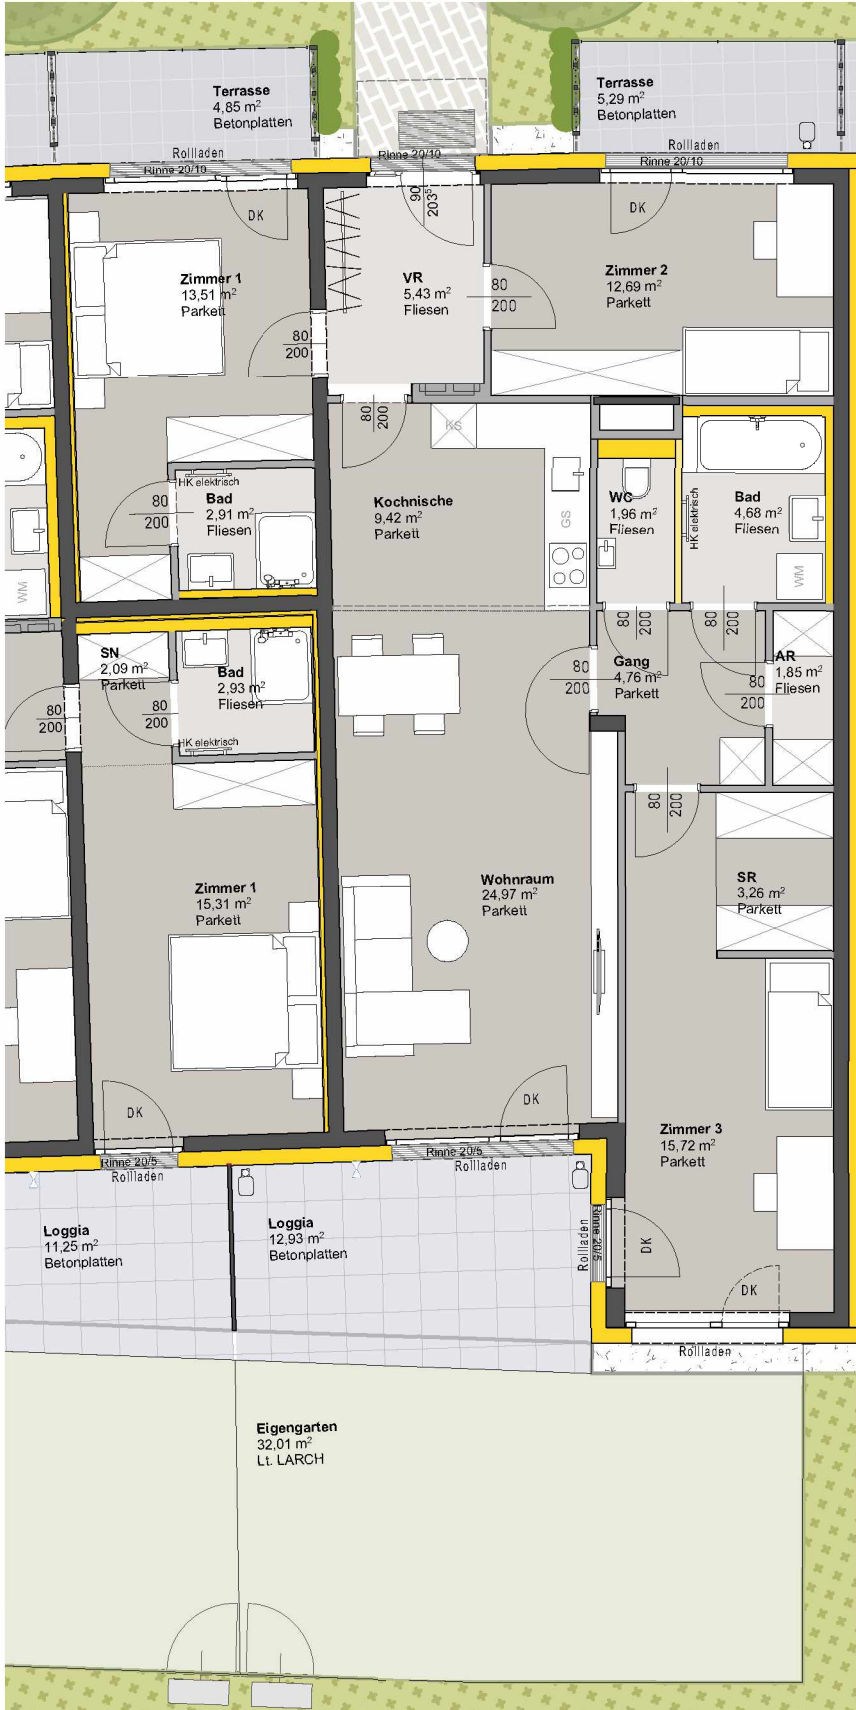 Terrasse
4,85 m²
Betonplatten
Terrasse
5,29 m²
Betonplatten
Rollladen
Rinne 20/10
Rinne 20/10
Rollladen
Rinne 20/10
DK
90
203⁵
DK
Zimmer 1
13,51 m²
Parkett
VR
5,43 m²
Fliesen
80
200
Zimmer 2
12,69 m²
Parkett
80
200
80
200
KS
HK elektrisch
Bad
2,91 m²
Fliesen
80
200
Kochnische
9,42 m²
Parkett
GS
WC
1,96 m²
Fliesen
HK elektrisch
Bad
4,68 m²
Fliesen
WM
WM
80
200
80
200
SN
2,09 m²
Parkett
Bad
2,93 m²
Fliesen
80
200
80
200
HK elektrisch
80
200
Gang
4,76 m²
Parkett
80
200
AR
1,85 m²
Fliesen
80
200
Zimmer 1
15,31 m²
Parkett
Wohnraum
24,97 m²
Parkett
SR
3,26 m²
Parkett
DK
DK
Zimmer 3
15,72 m²
Parkett
Rinne 20/5
Rollladen
Rinne 20/5
Rollladen
Loggia
11,25 m²
Betonplatten
Loggia
12,93 m²
Betonplatten
Rollladen
Rinne 20/5
DK
DK
Rollladen
Eigengarten
32,01 m²
Lt. LARCH